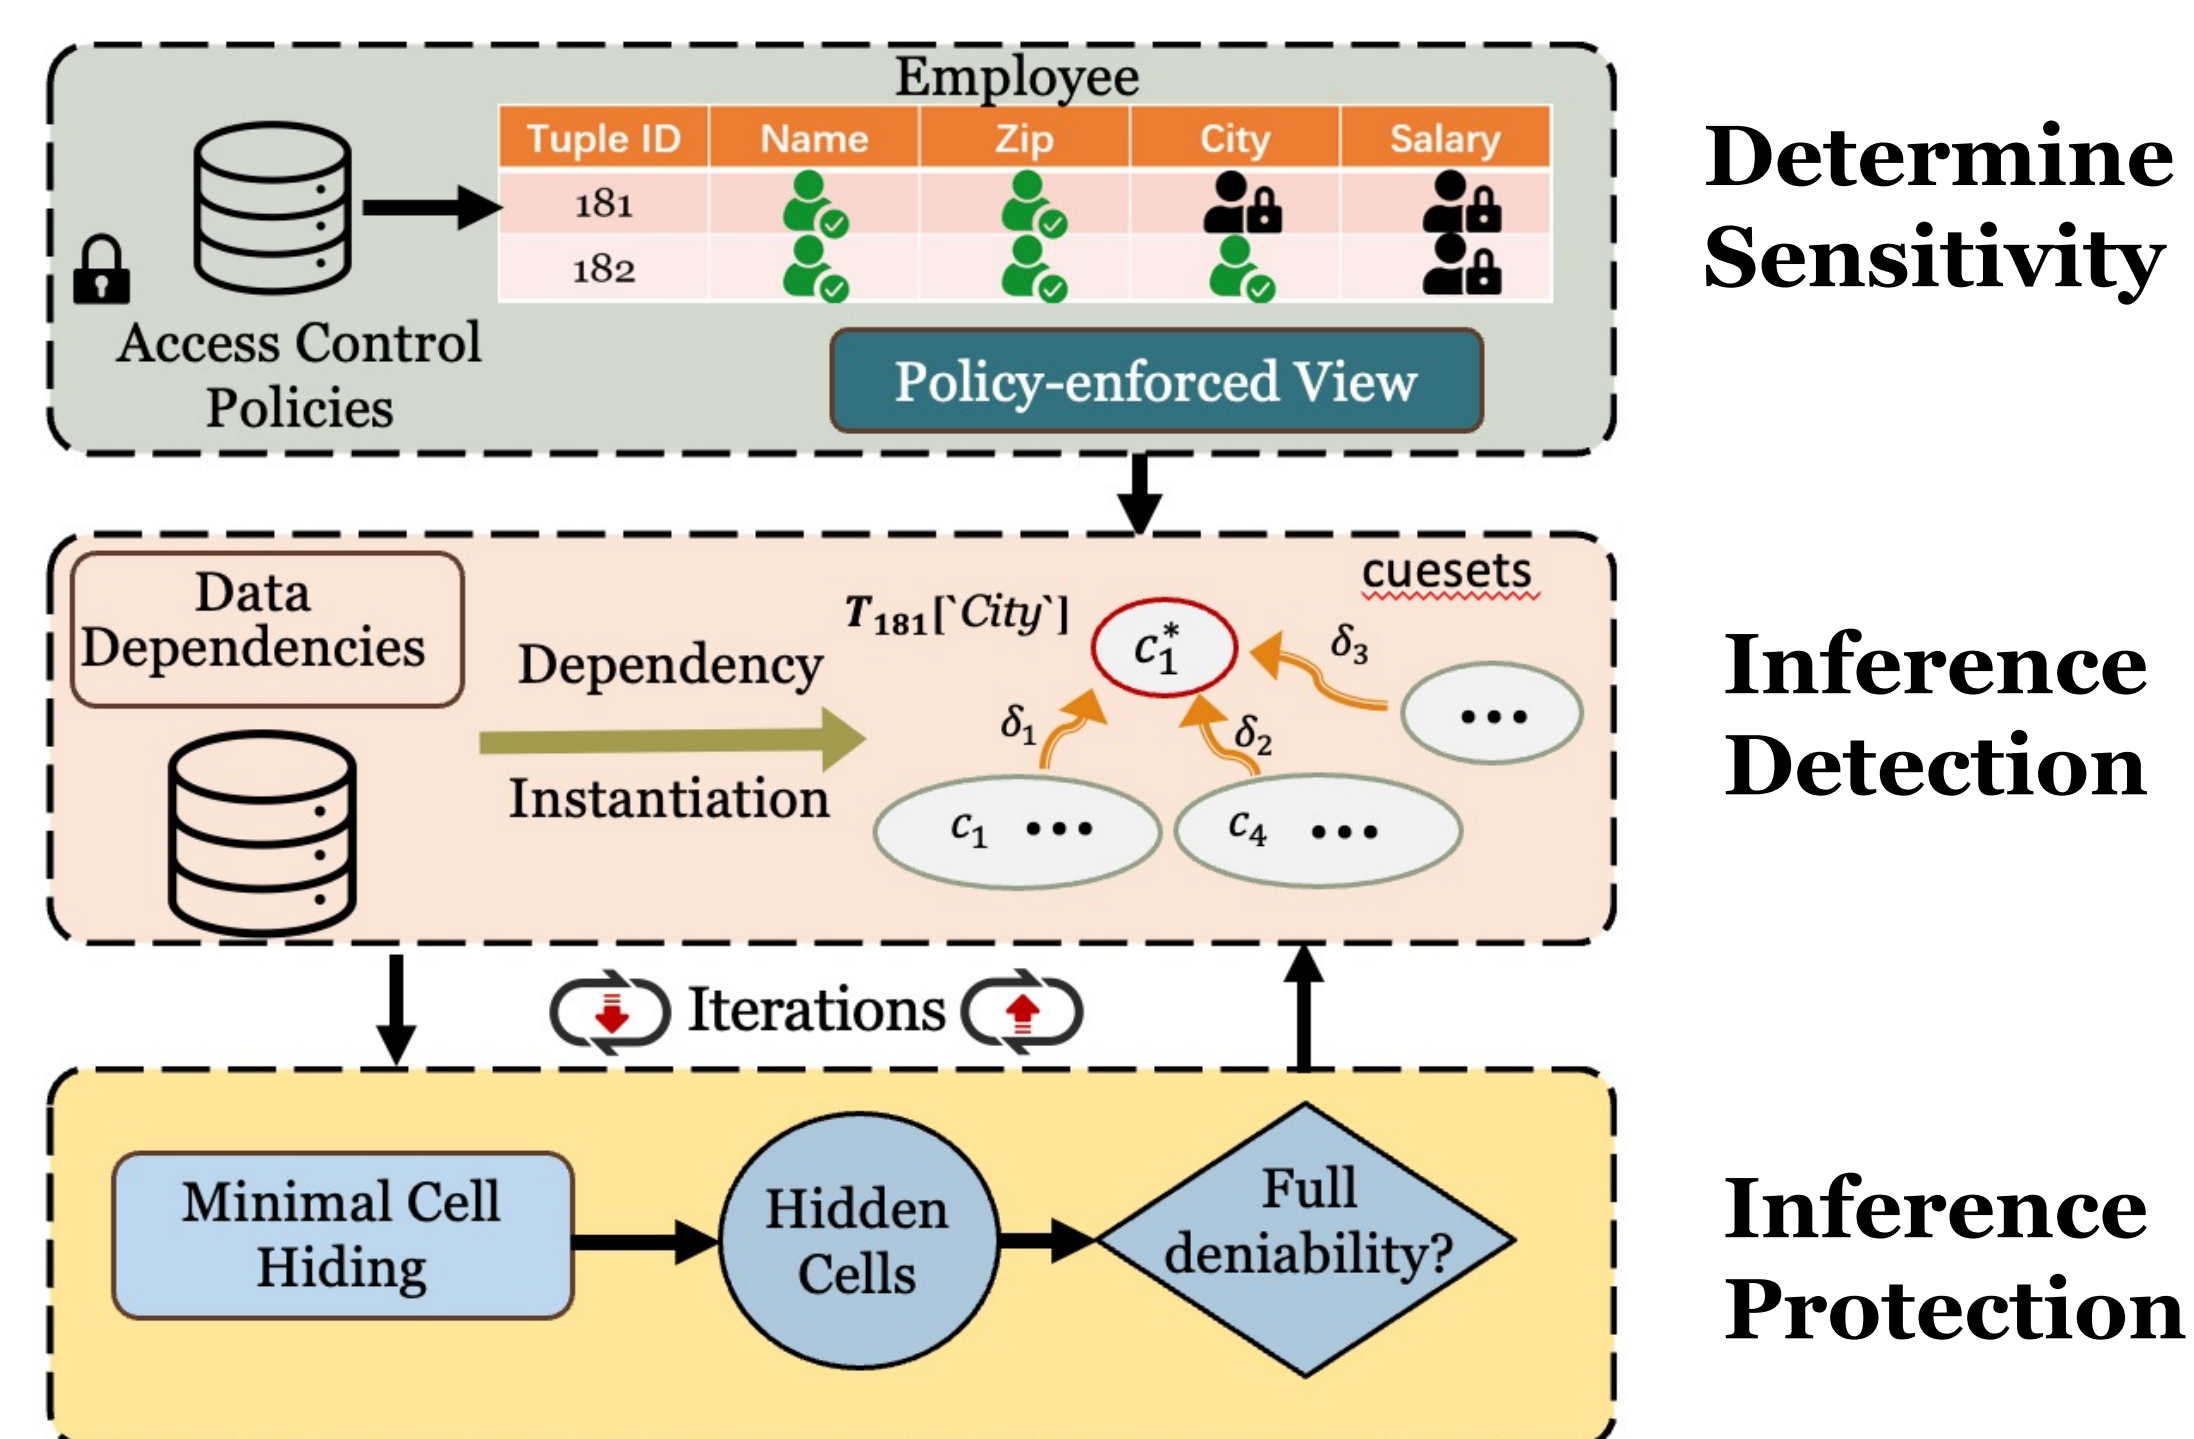 Employee
Tuple ID Name Zip City Salary
181
182
Access Control
Policies
Policy-enforced View
Determine
Sensitivity
Data
Dependencies
Dependency
Instantiation
T₁₈₁[`City`]
c₁*
cuesets
δ₁
δ₂
δ₃
•••
c₁ •••
c₄ •••
Inference
Detection
Iterations
Minimal Cell
Hiding
Hidden
Cells
Full
deniability?
Inference
Protection